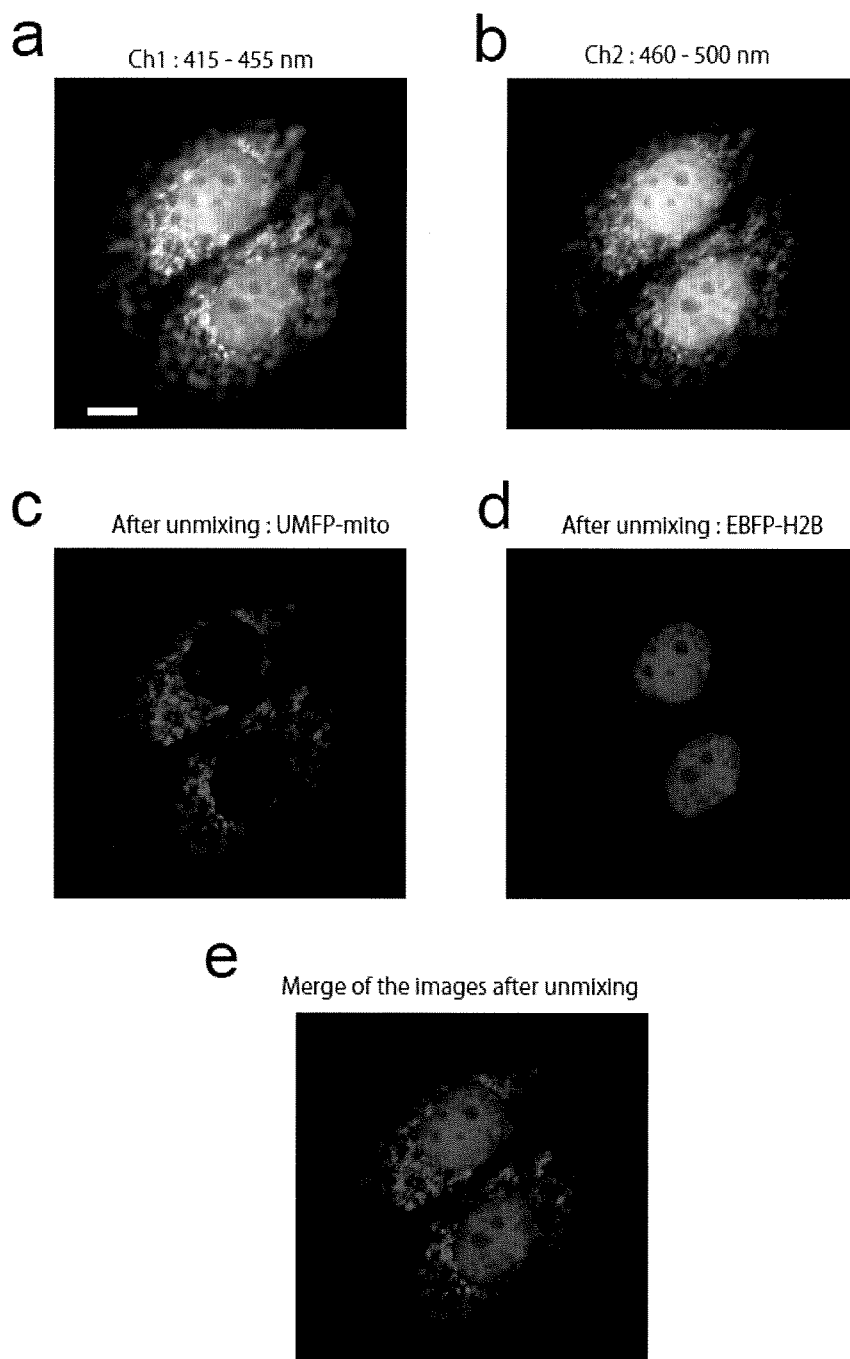 a
Ch1 : 415 - 455 nm
b
Ch2 : 460 - 500 nm
c
After unmixing : UMFP-mito
d
After unmixing : EBFP-H2B
e
Merge of the images after unmixing